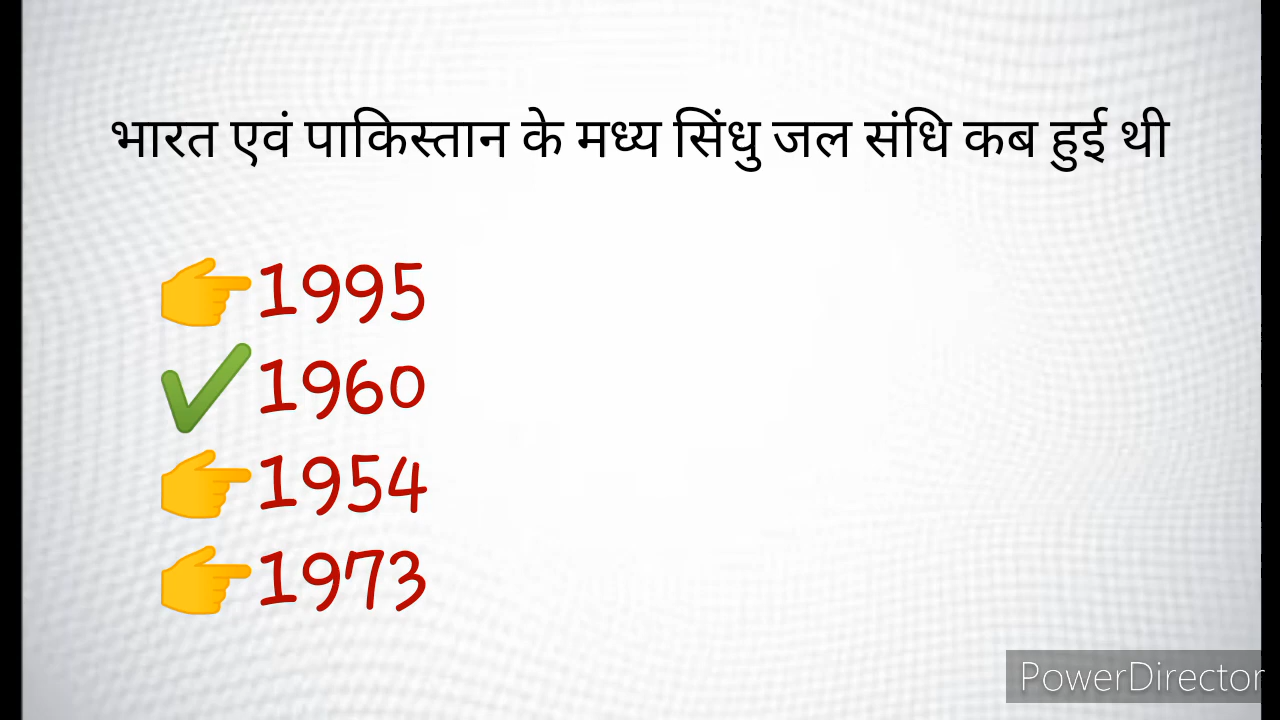 भारत एवं पाकिस्तान के मध्य सिंधु जल संधि कब हुई थी
👉1995
✔1960
👉1954
👉1973
PowerDirector